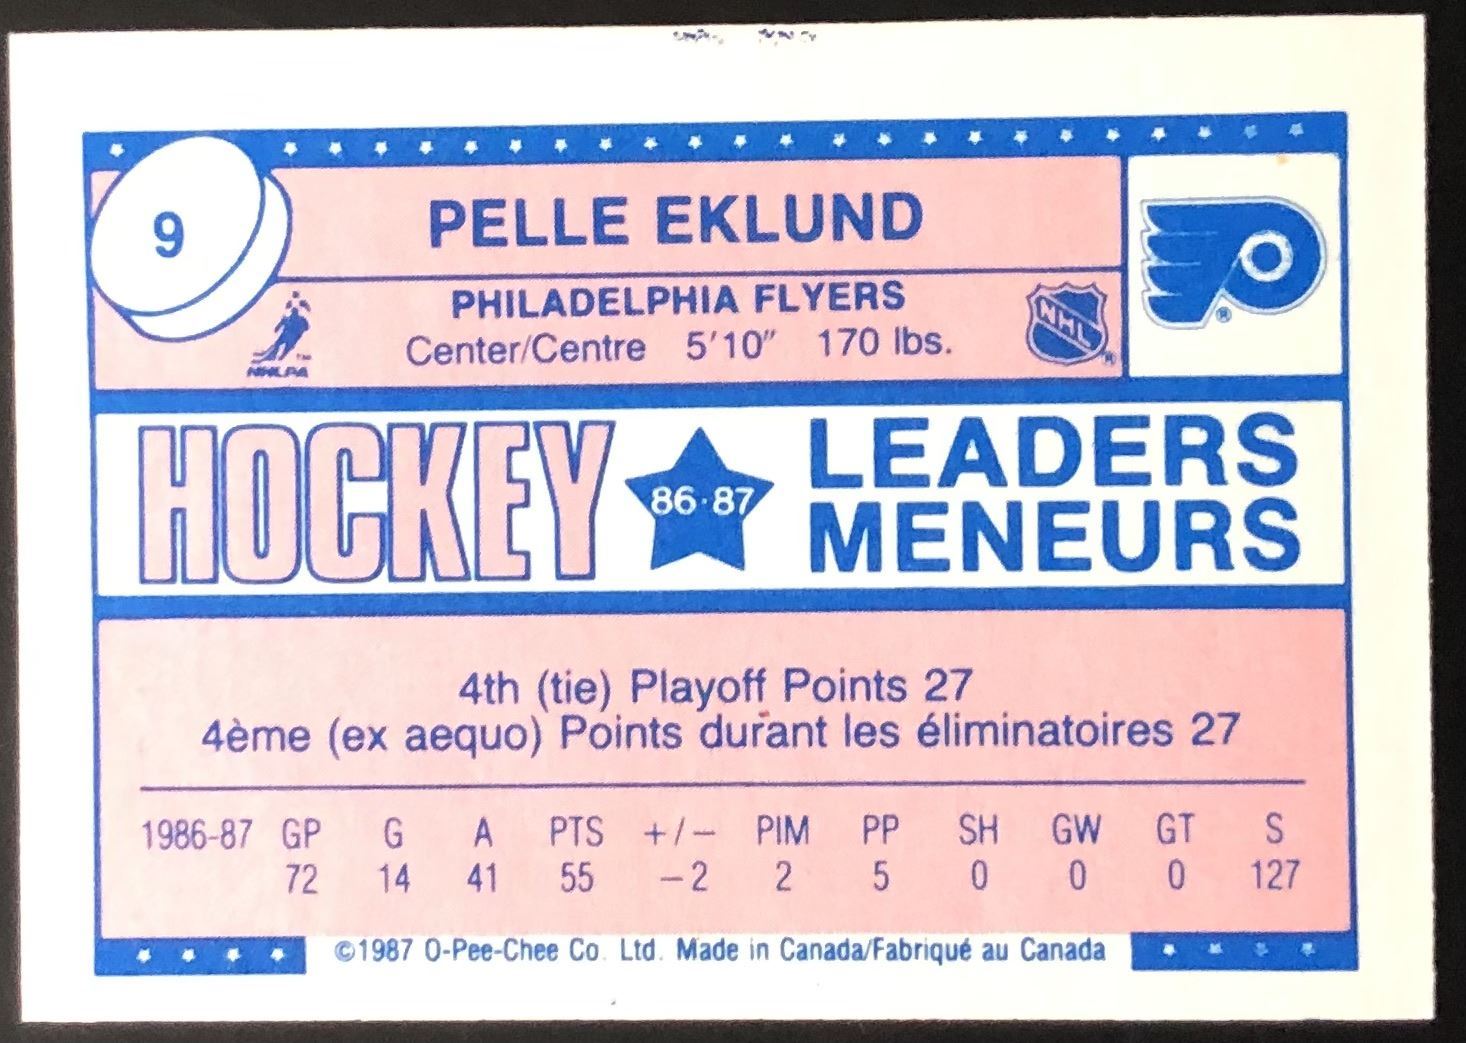 9
PELLE EKLUND
PHILADELPHIA FLYERS
Center/Centre 5'10" 170 lbs.
NHLPA
TM
NHL
®
®
HOCKEY
86·87
LEADERS
MENEURS
4th (tie) Playoff Points 27
4ème (ex aequo) Points durant les éliminatoires 27
1986-87 GP G A PTS +/− PIM PP SH GW GT S
72 14 41 55 −2 2 5 0 0 0 127
©1987 O-Pee-Chee Co. Ltd. Made in Canada/Fabriqué au Canada